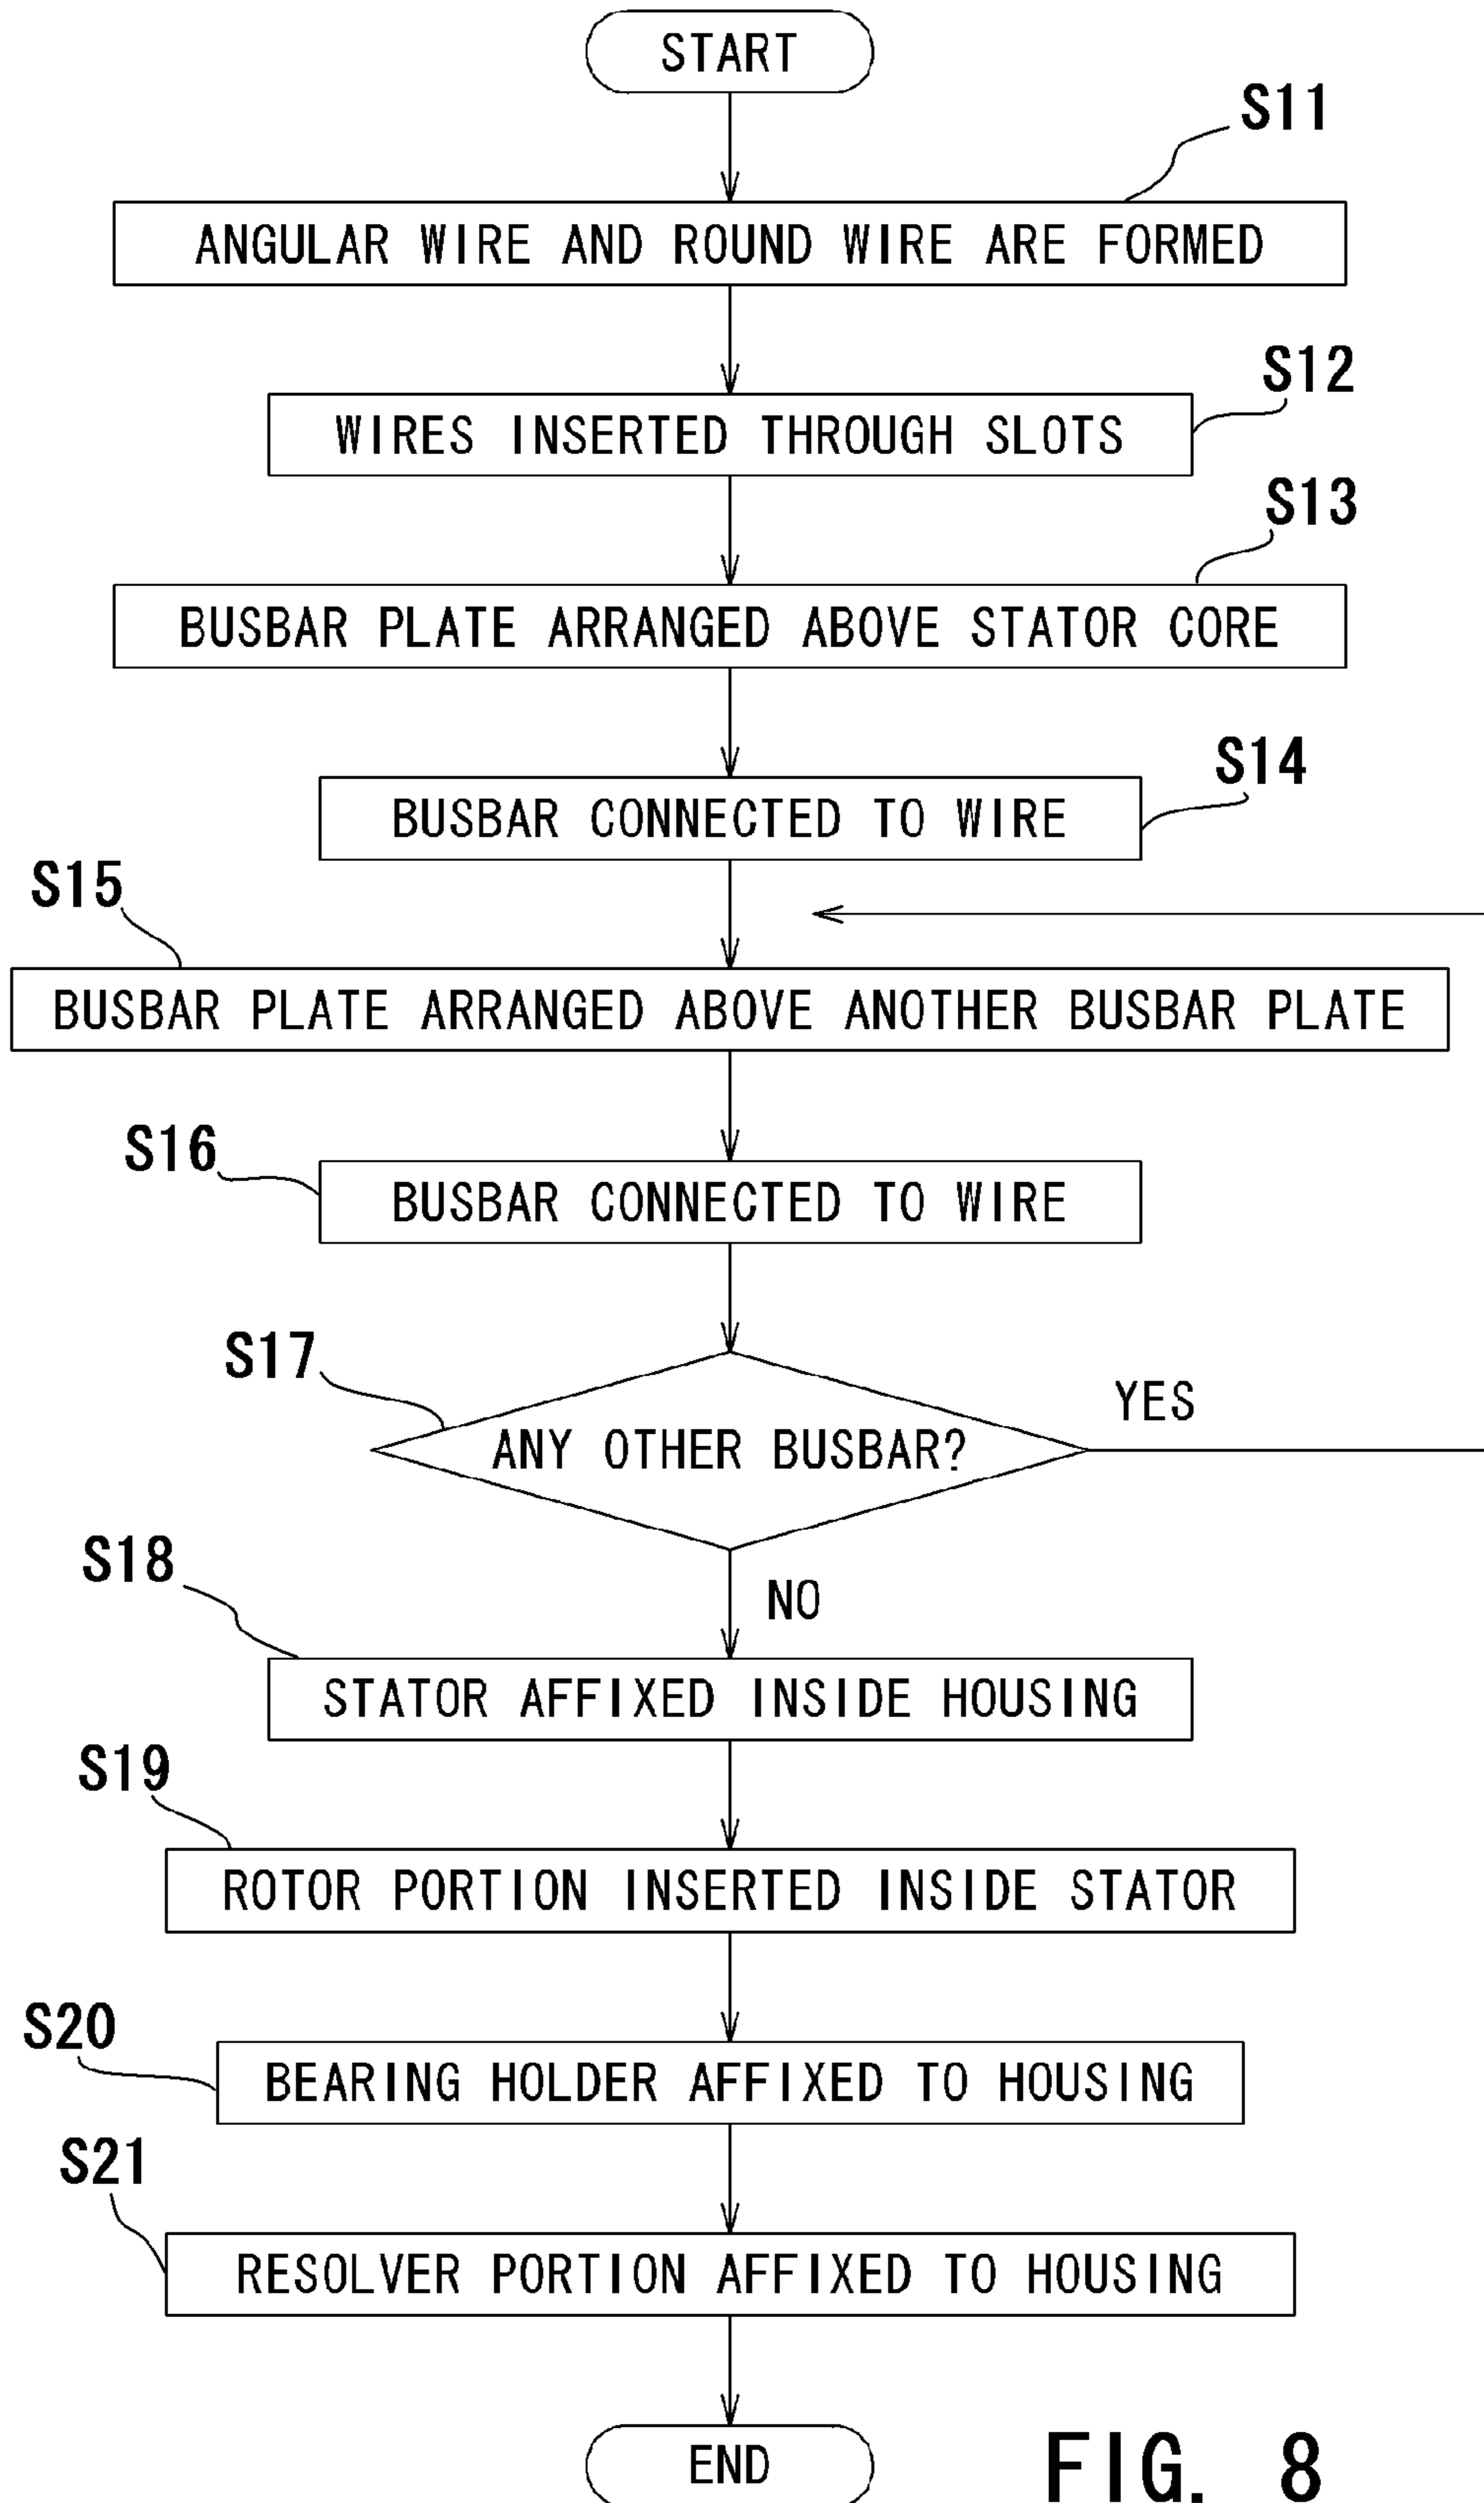 START
S11
ANGULAR WIRE AND ROUND WIRE ARE FORMED
S12
WIRES INSERTED THROUGH SLOTS
S13
BUSBAR PLATE ARRANGED ABOVE STATOR CORE
S14
BUSBAR CONNECTED TO WIRE
S15
BUSBAR PLATE ARRANGED ABOVE ANOTHER BUSBAR PLATE
S16
BUSBAR CONNECTED TO WIRE
S17
YES
ANY OTHER BUSBAR?
S18
NO
STATOR AFFIXED INSIDE HOUSING
S19
ROTOR PORTION INSERTED INSIDE STATOR
S20
BEARING HOLDER AFFIXED TO HOUSING
S21
RESOLVER PORTION AFFIXED TO HOUSING
END
FIG. 8